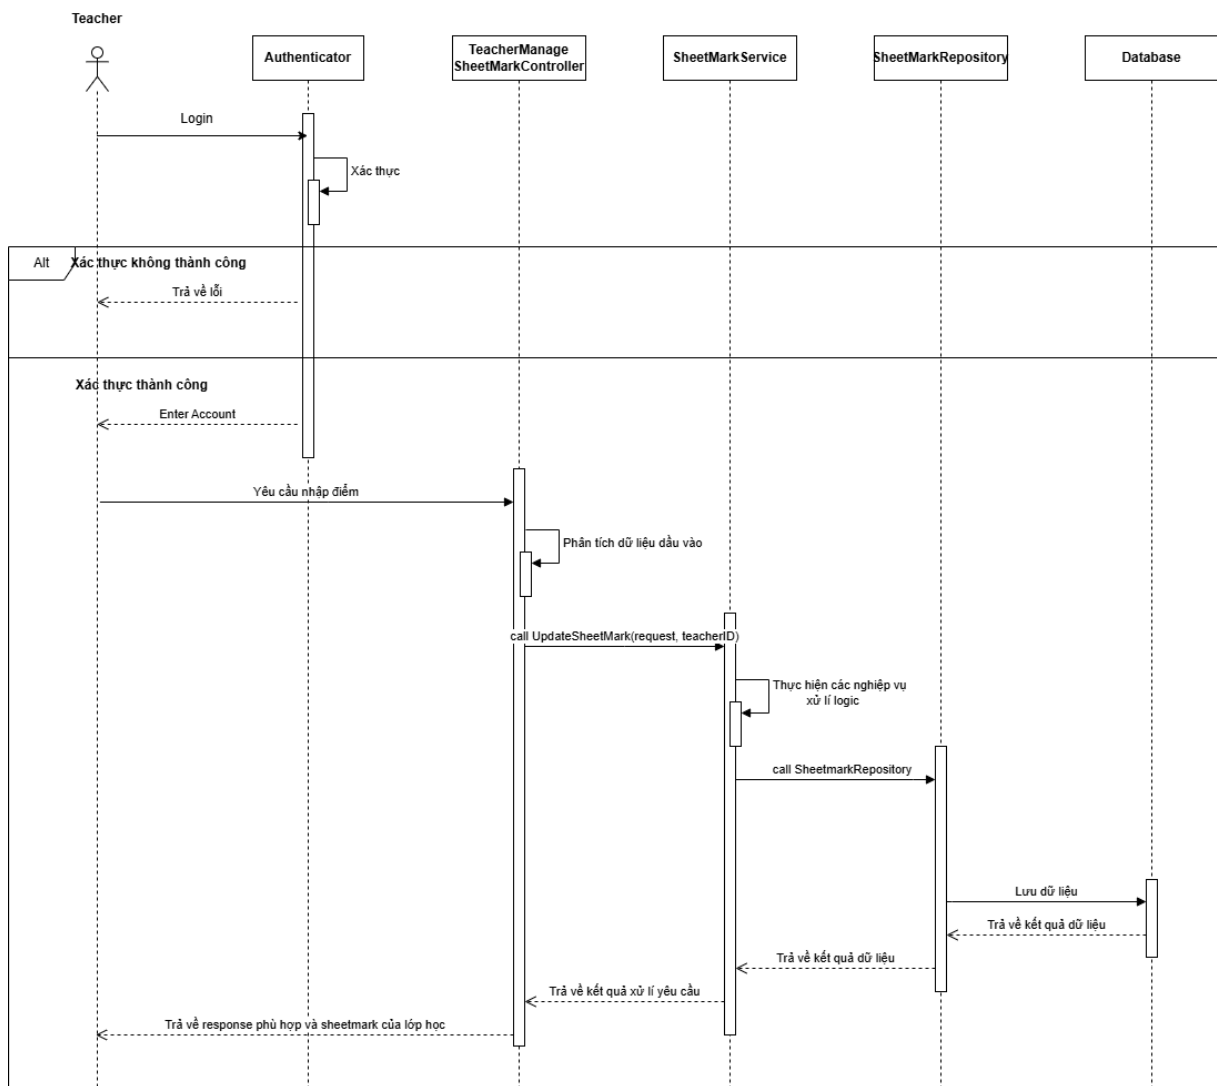 Teacher
Authenticator
TeacherManage
SheetMarkController
SheetMarkService
SheetMarkRepository
Database
Login
Xác thực
Alt
Xác thực không thành công
Trả về lỗi
Xác thực thành công
Enter Account
Yêu cầu nhập điểm
Phân tích dữ liệu dầu vào
call UpdateSheetMark(request, teacherID)
Thực hiện các nghiệp vụ
xử lí logic
call SheetmarkRepository
Lưu dữ liệu
Trả về kết quả dữ liệu
Trả về kết quả dữ liệu
Trả về kết quả xử lí yêu cầu
Trả về response phù hợp và sheetmark của lớp học